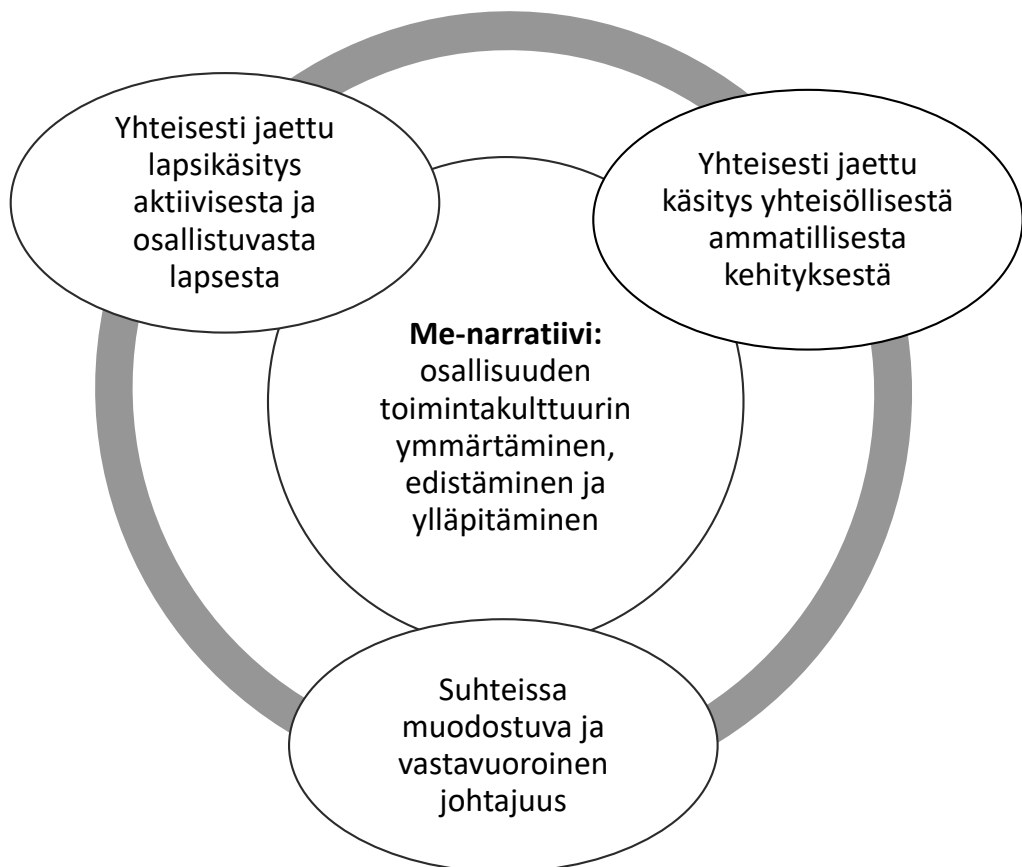 Yhteisesti jaettu
lapsikäsitys
aktiivisesta ja
osallistuvasta
lapsesta
Yhteisesti jaettu
käsitys yhteisöllisestä
ammatillisesta
kehityksestä
Me-narratiivi:
osallisuuden
toimintakulttuurin
ymmärtäminen,
edistäminen ja
ylläpitäminen
Suhteissa
muodostuva ja
vastavuoroinen
johtajuus